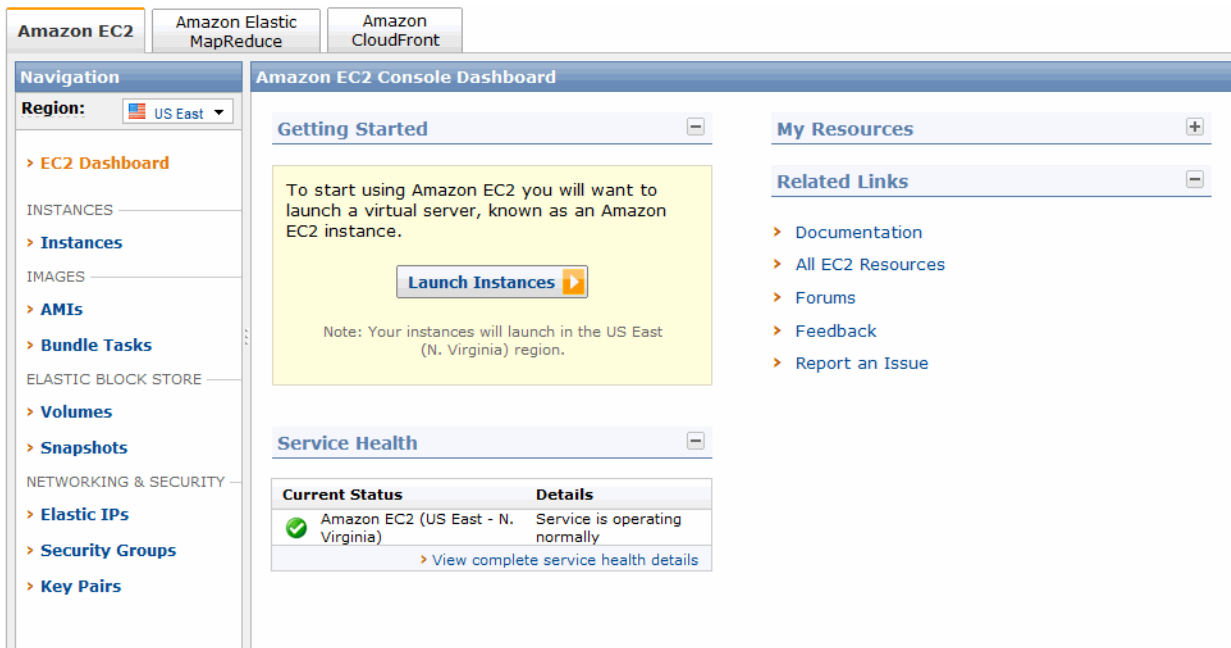 Amazon EC2
Amazon Elastic
MapReduce
Amazon
CloudFront
Navigation
Region:
US East
EC2 Dashboard
INSTANCES
Instances
IMAGES
AMIs
Bundle Tasks
ELASTIC BLOCK STORE
Volumes
Snapshots
NETWORKING & SECURITY
Elastic IPs
Security Groups
Key Pairs
Amazon EC2 Console Dashboard
Getting Started
To start using Amazon EC2 you will want to
launch a virtual server, known as an Amazon
EC2 instance.
Launch Instances
Note: Your instances will launch in the US East
(N. Virginia) region.
Service Health
Current Status Details
Amazon EC2 (US East - N. Service is operating
Virginia) normally
View complete service health details
My Resources
Related Links
Documentation
All EC2 Resources
Forums
Feedback
Report an Issue